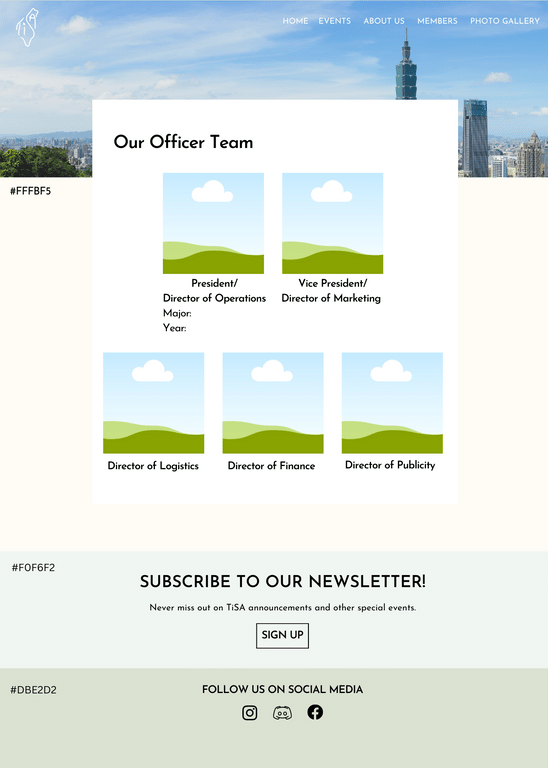 TiA
HOME EVENTS ABOUT US MEMBERS PHOTO GALLERY
Our Officer Team
#FFFBF5
President/
Director of Operations
Major:
Year:
Vice President/
Director of Marketing
Director of Logistics
Director of Finance
Director of Publicity
#F0F6F2
SUBSCRIBE TO OUR NEWSLETTER!
Never miss out on TiSA announcements and other special events.
SIGN UP
#DBE2D2
FOLLOW US ON SOCIAL MEDIA